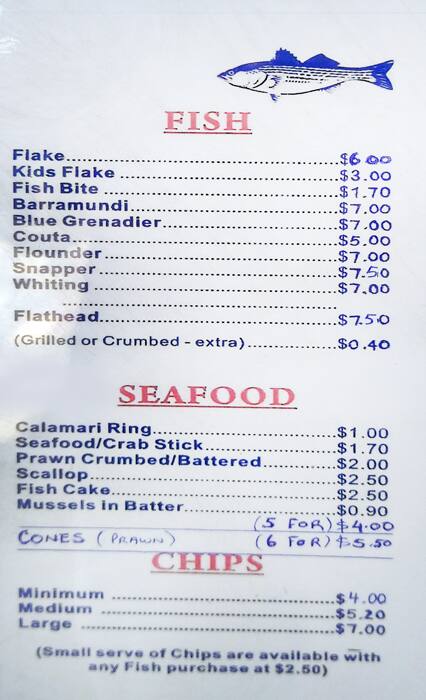 FISH
Flake.....$6.00
Kids Flake.....$3.00
Fish Bite.....$1.70
Barramundi.....$7.00
Blue Grenadier.....$7.00
Couta.....$5.00
Flounder.....$7.00
Snapper.....$7.50
Whiting.....$7.00
Flathead.....$7.50
(Grilled or Crumbed - extra).....$0.40
SEAFOOD
Calamari Ring.....$1.00
Seafood/Crab Stick.....$1.70
Prawn Crumbed/Battered.....$2.00
Scallop.....$2.50
Fish Cake.....$2.50
Mussels in Batter.....$0.90
(5 FOR) $4.00
CONES (PRAWN) (6 FOR) $5.50
CHIPS
Minimum.....$4.00
Medium.....$5.20
Large.....$7.00
(Small serve of Chips are available with
any Fish purchase at $2.50)